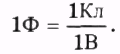 1Ф = 1Кл / 1В.